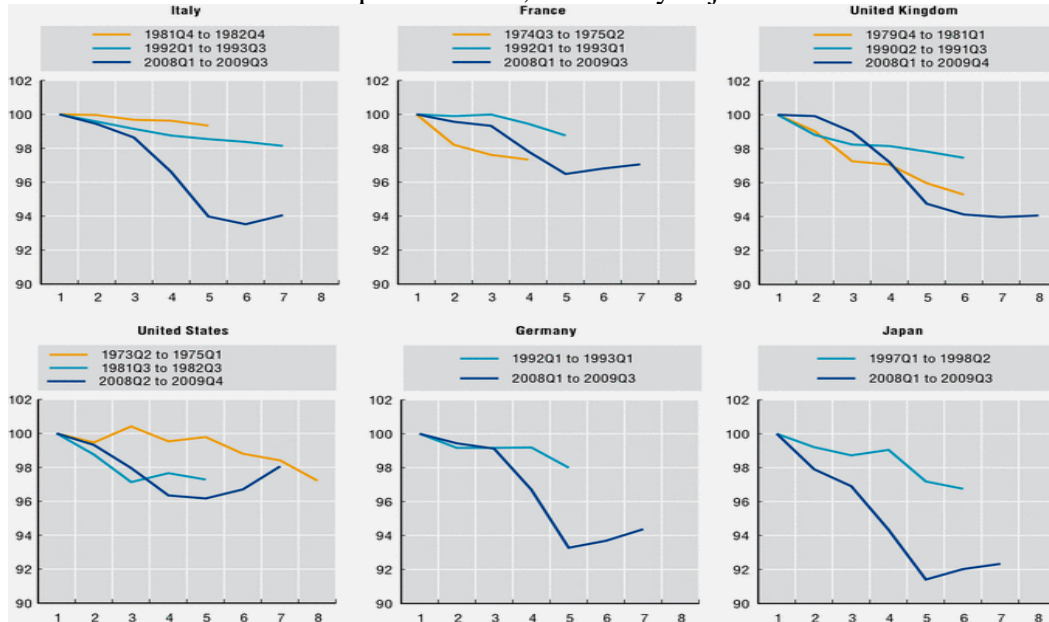 Italy
1981Q4 to 1982Q4
1992Q1 to 1993Q3
2008Q1 to 2009Q3
102
100
98
96
94
92
90
1 2 3 4 5 6 7 8
France
1974Q3 to 1975Q2
1992Q1 to 1993Q1
2008Q1 to 2009Q3
102
100
98
96
94
92
90
1 2 3 4 5 6 7 8
United Kingdom
1979Q4 to 1981Q1
1990Q2 to 1991Q3
2008Q1 to 2009Q4
102
100
98
96
94
92
90
1 2 3 4 5 6 7 8
United States
1973Q2 to 1975Q1
1981Q3 to 1982Q3
2008Q2 to 2009Q4
102
100
98
96
94
92
90
1 2 3 4 5 6 7 8
Germany
1992Q1 to 1993Q1
2008Q1 to 2009Q3
102
100
98
96
94
92
90
1 2 3 4 5 6 7 8
Japan
1997Q1 to 1998Q2
2008Q1 to 2009Q3
102
100
98
96
94
92
90
1 2 3 4 5 6 7 8